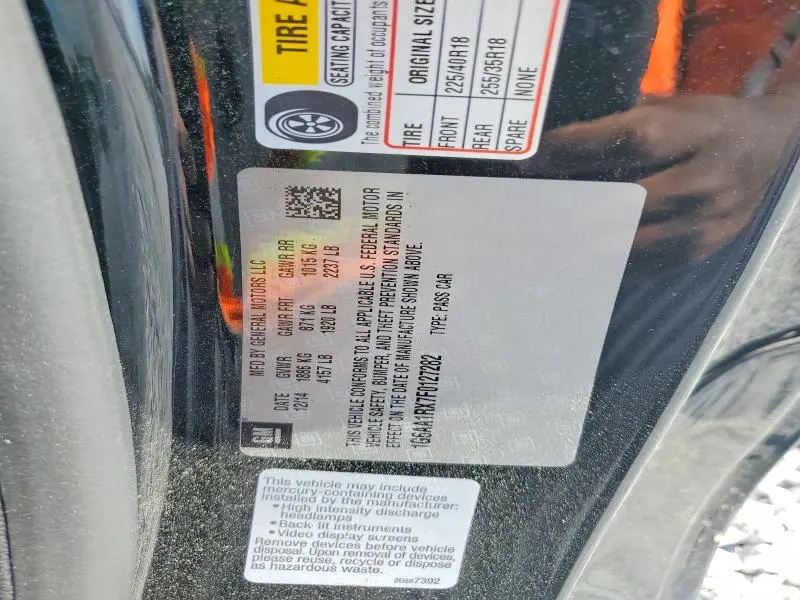 TIRE A
SEATING CAPACIT
The combined weight of occupants
TIRE ORIGINAL SIZE
FRONT 225/40R18
REAR 255/35R18
SPARE NONE
MFD BY GENERAL MOTORS LLC
DATE GVWR GAWR FRT GAWR RR
12/14 1886 KG 871 KG 1015 KG
4157 LB 1920 LB 2237 LB
THIS VEHICLE CONFORMS TO ALL APPLICABLE U.S. FEDERAL MOTOR
VEHICLE SAFETY, BUMPER, AND THEFT PREVENTION STANDARDS IN
EFFECT ON THE DATE OF MANUFACTURE SHOWN ABOVE.
1G6AA1RX7F0127282 TYPE: PASS CAR
GM
This vehicle may include
mercury-containing devices
installed by the manufacturer:
• High intensity discharge
headlamps
• Back lit instruments
• Video display screens
Remove devices before vehicle
disposal. Upon removal of devices,
please reuse, recycle or dispose
as hazardous waste.
20867392